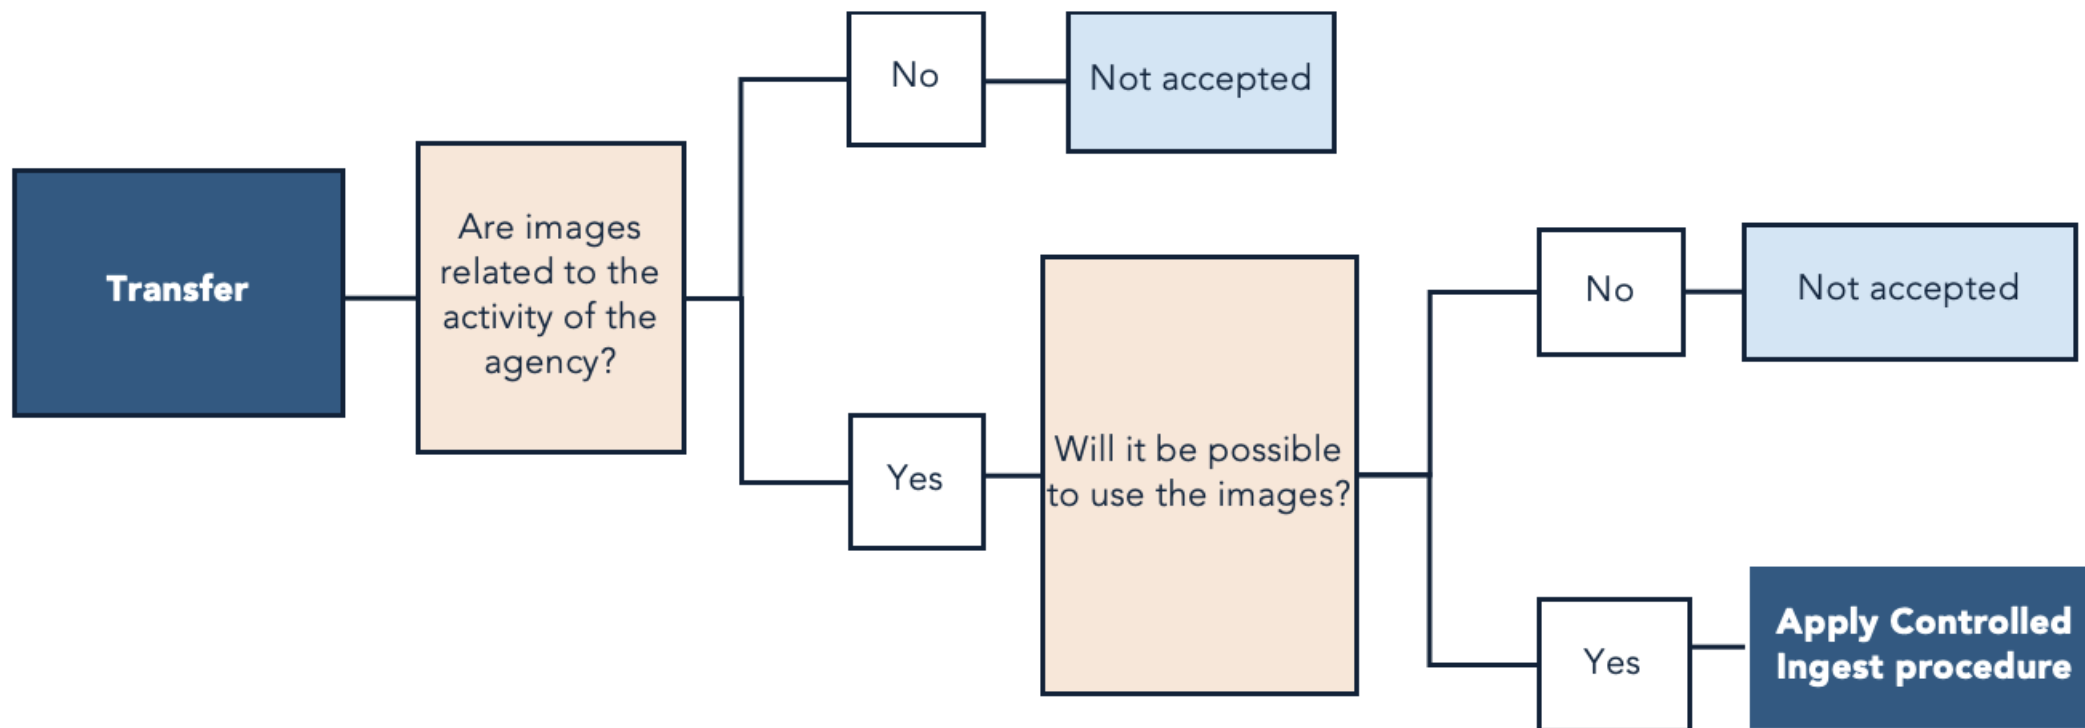 Transfer
Are images
related to the
activity of the
agency?
No
Not accepted
Yes
Will it be possible
to use the images?
No
Not accepted
Yes
Apply Controlled
Ingest procedure